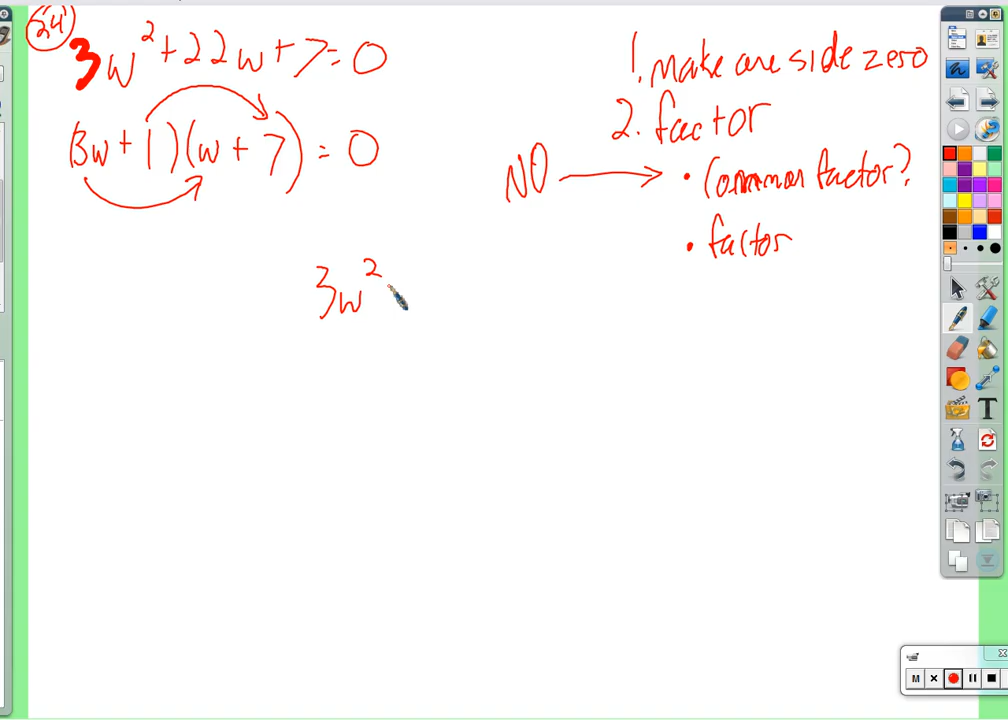 24
3w² + 22w + 7 = 0
(3w + 1)(w + 7) = 0
3w²
1. make one side zero
2. factor
NO → • Common factor?
• factor
T
M